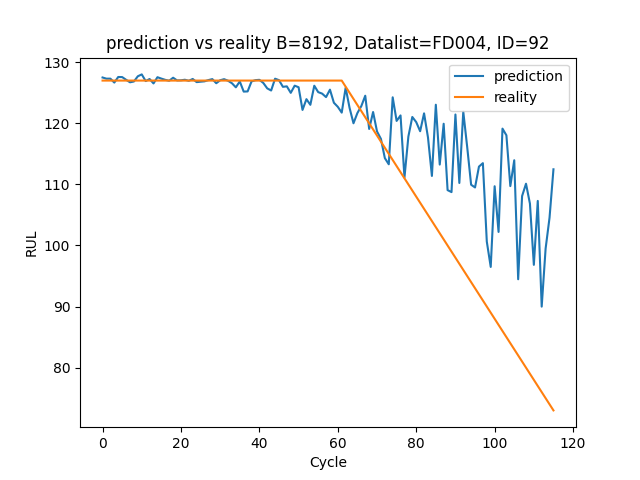 prediction vs reality B=8192, Datalist=FD004, ID=92
prediction
reality
RUL
130
120
110
100
90
80
0 20 40 60 80 100 120
Cycle